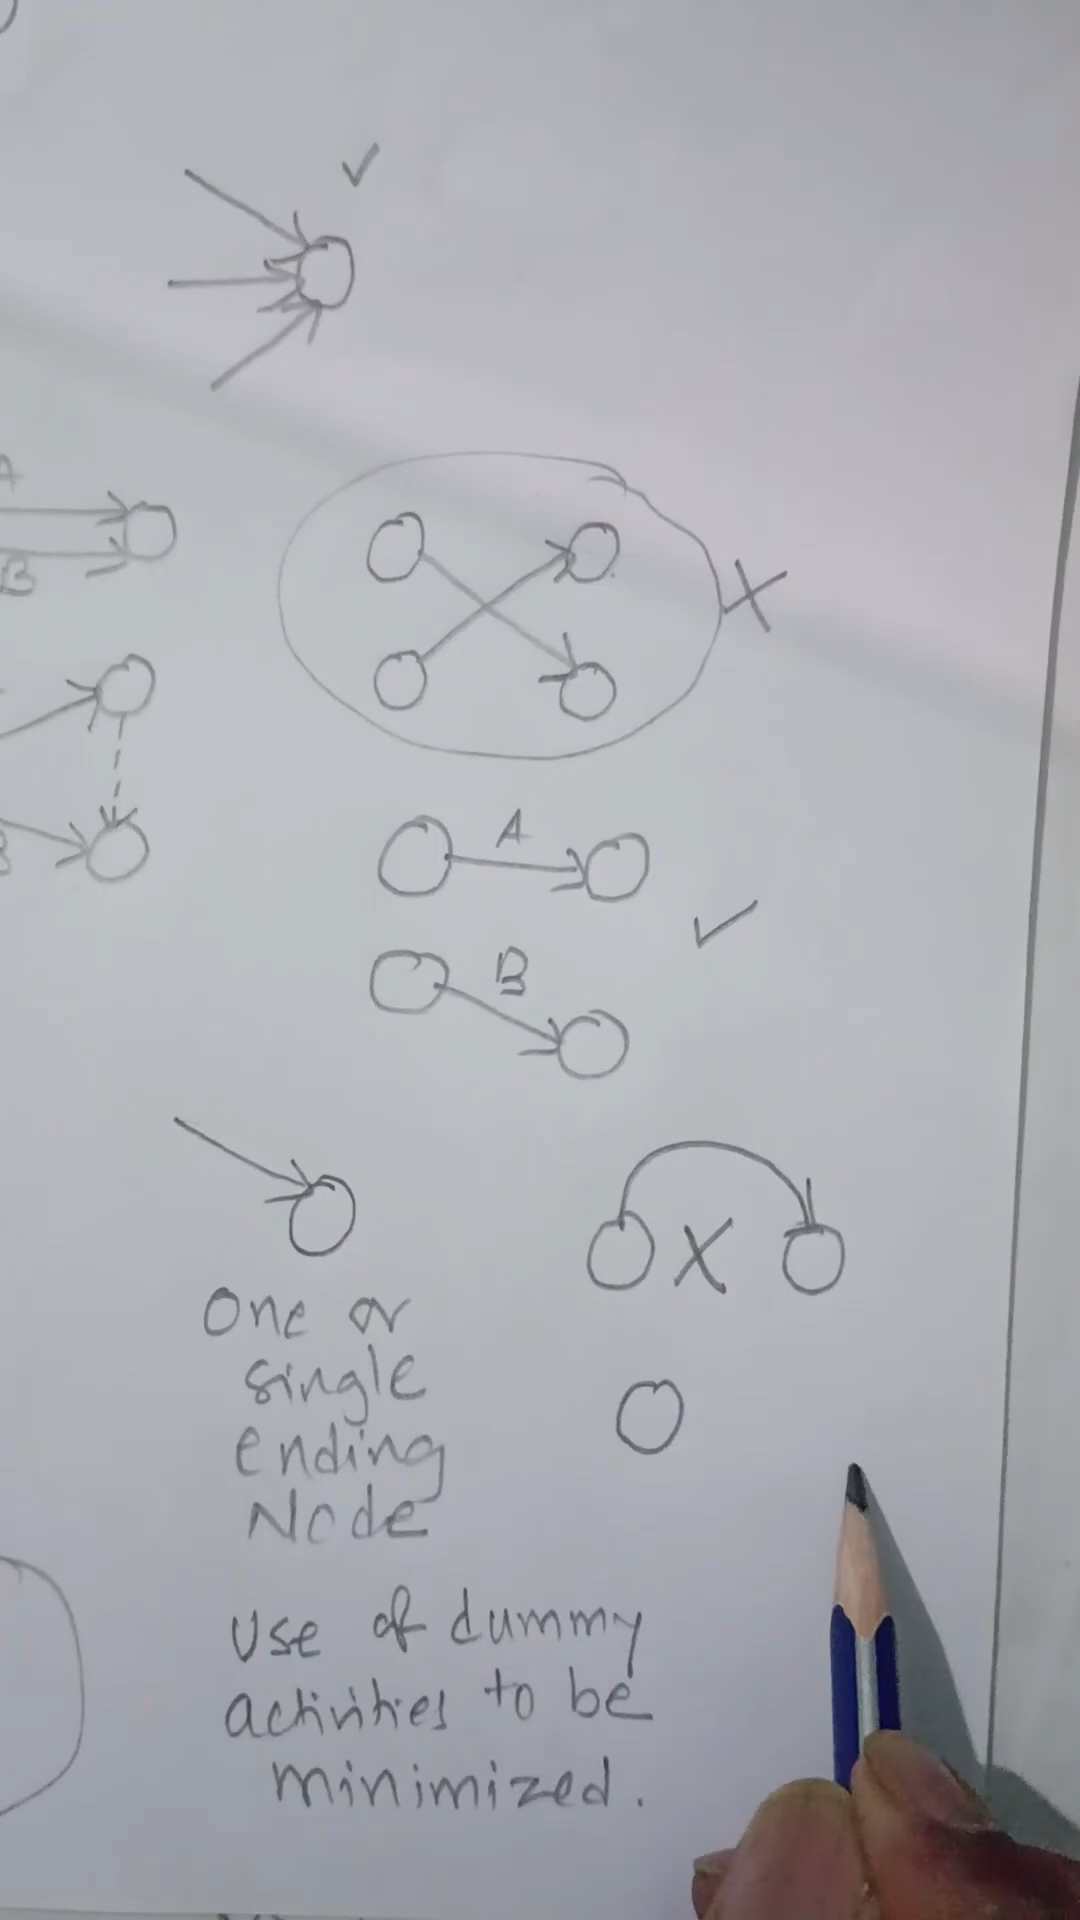 A
B
A
B
B
One or
single
ending
Node
Use of dummy
activities to be
minimized.